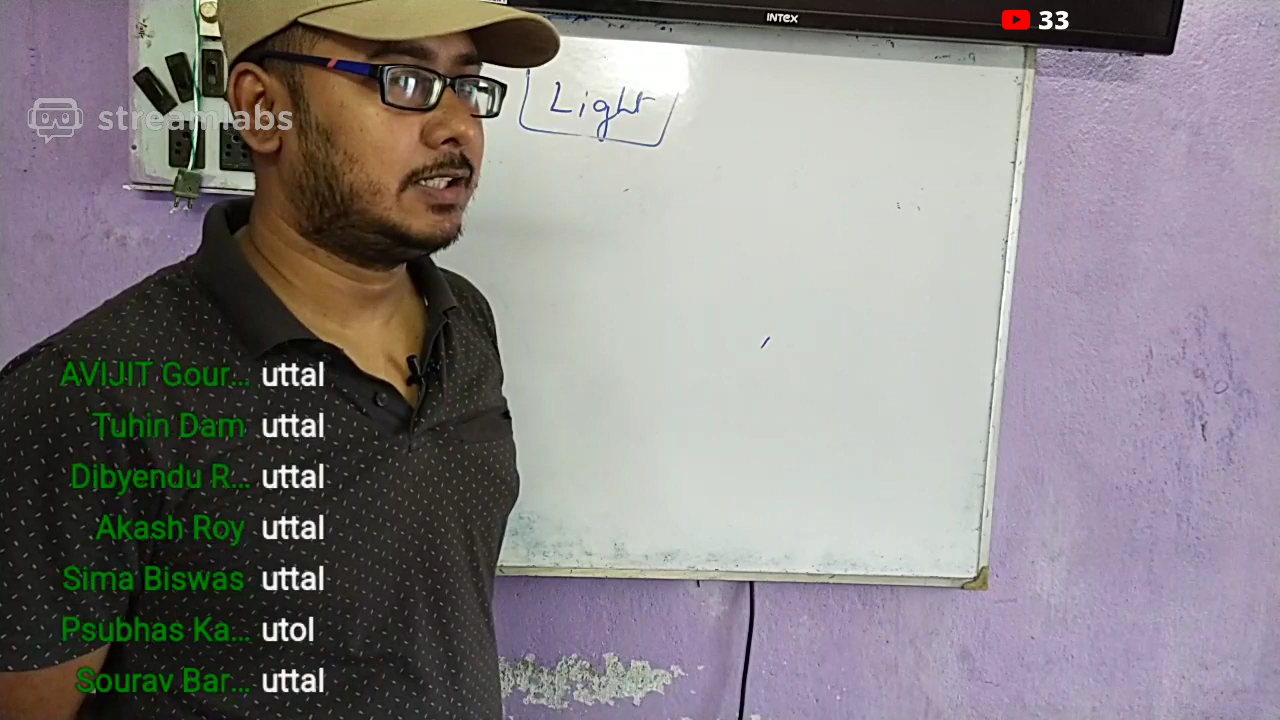 INTEX
33
streamlabs
Light
AVIJIT Gour... uttal
Tuhin Dam uttal
Dibyendu R... uttal
Akash Roy uttal
Sima Biswas uttal
Psubhas Ka... utol
Sourav Bar... uttal